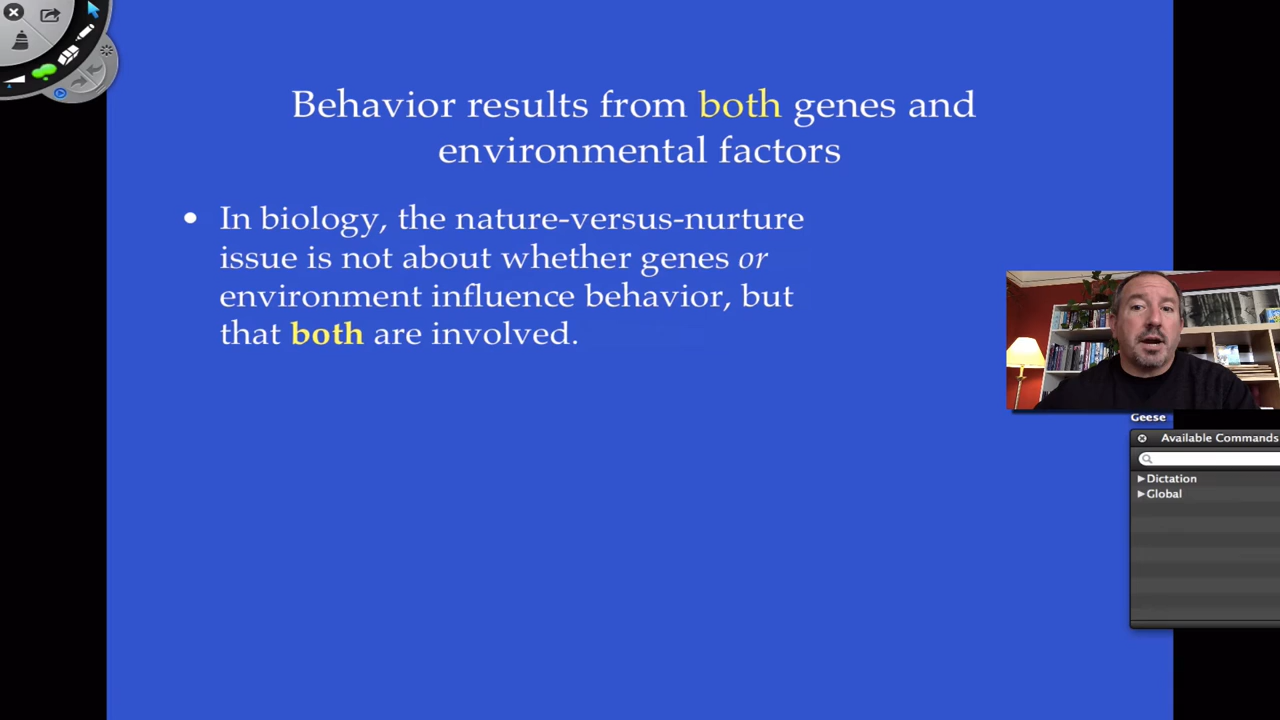 Behavior results from both genes and
environmental factors
• In biology, the nature-versus-nurture
issue is not about whether genes or
environment influence behavior, but
that both are involved.
Geese
Available Commands
Dictation
Global